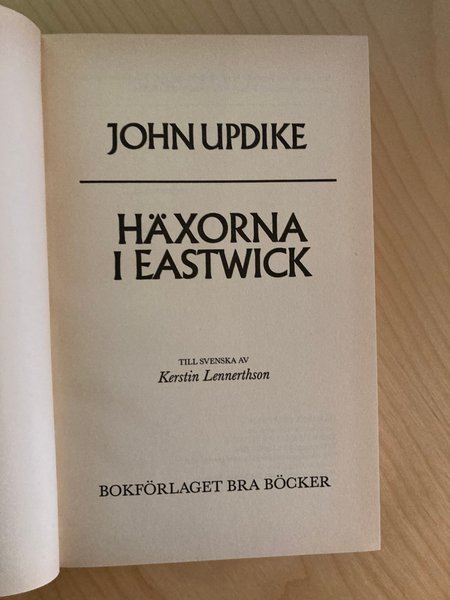 JOHN UPDIKE
HÄXORNA
I EASTWICK
TILL SVENSKA AV
Kerstin Lennerthson
BOKFÖRLAGET BRA BÖCKER